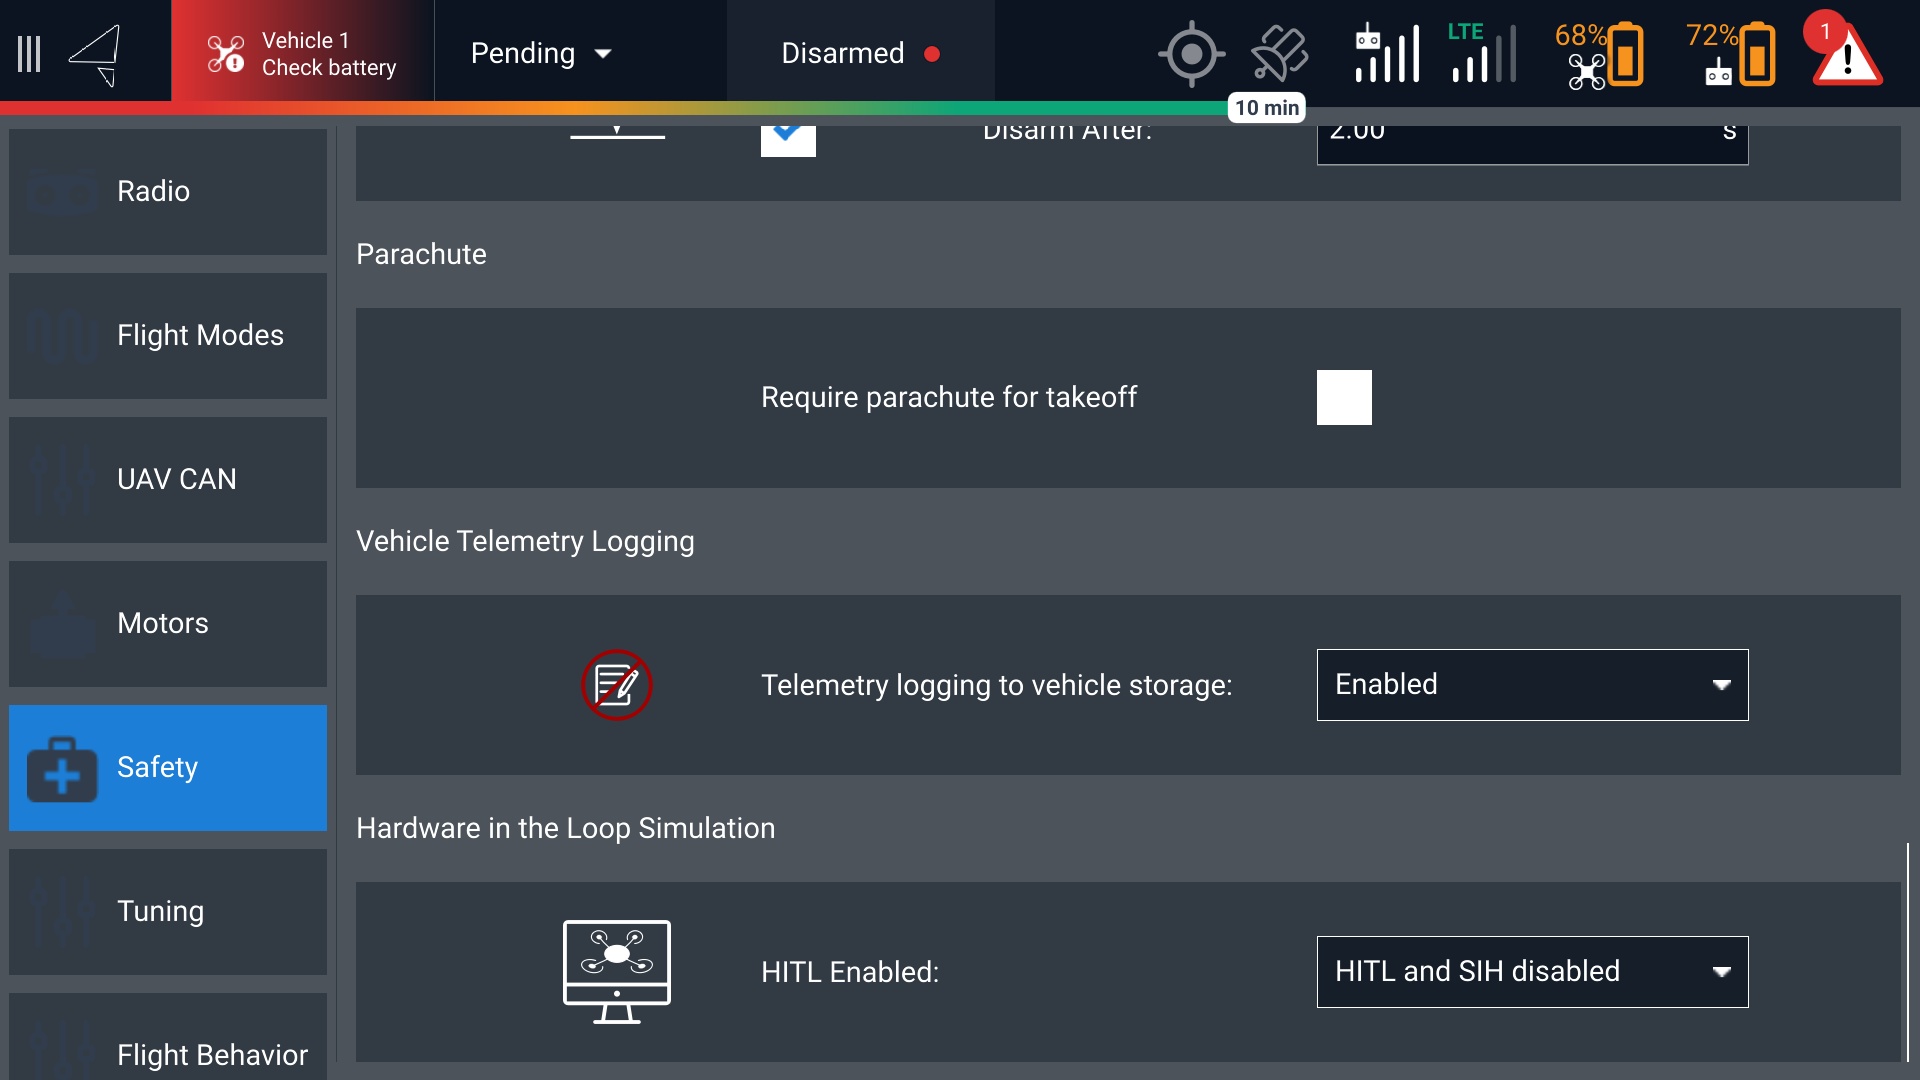 Vehicle 1
Check battery
Pending
Disarmed
LTE
68%
72%
1
10 min
Radio
Flight Modes
UAV CAN
Motors
Safety
Tuning
Flight Behavior
Disarm After:
2.00
s
Parachute
Require parachute for takeoff
Vehicle Telemetry Logging
Telemetry logging to vehicle storage:
Enabled
Hardware in the Loop Simulation
HITL Enabled:
HITL and SIH disabled